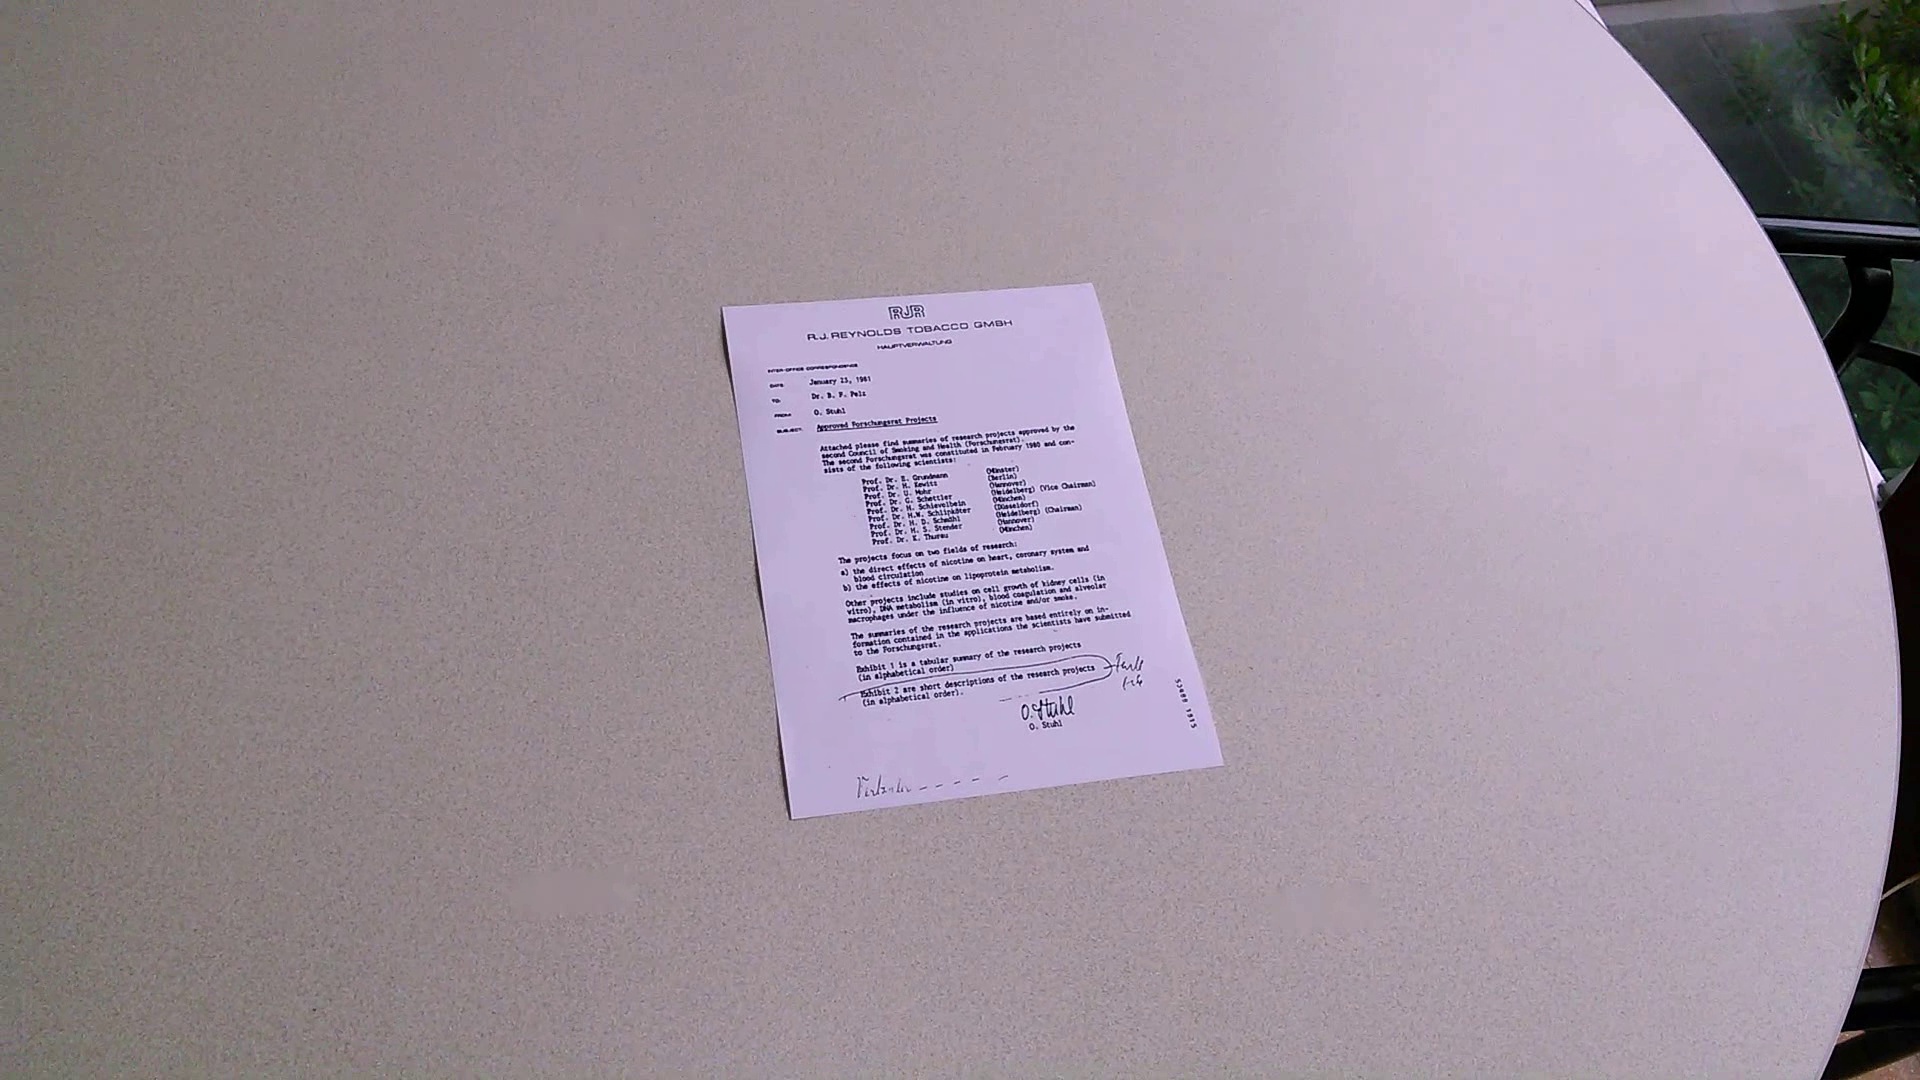 RJR
R.J. REYNOLDS TOBACCO GMBH
HAUPTVERWALTUNG
INTER-OFFICE CORRESPONDENCE
DATE: January 23, 1981
TO: Dr. B. F. Pelz
FROM: O. Stuhl
SUBJECT: Approved Forschungsrat Projects
Attached please find summaries of research projects approved by the
second Council of Smoking and Health (Forschungsrat).
The second Forschungsrat was constituted in February 1980 and con-
sists of the following scientists:
Prof. Dr. E. Grundmann (Münster)
Prof. Dr. H. Kewitz (Berlin)
Prof. Dr. U. Mohr (Hannover)
Prof. Dr. G. Schettler (Heidelberg) (Vice Chairman)
Prof. Dr. H. Schievelbein (München)
Prof. Dr. H.W. Schlipköter (Düsseldorf)
Prof. Dr. H. D. Schmähl (Heidelberg) (Chairman)
Prof. Dr. H. S. Stender (Hannover)
Prof. Dr. K. Thurau (München)
The projects focus on two fields of research:
a) the direct effects of nicotine on heart, coronary system and
blood circulation
b) the effects of nicotine on lipoprotein metabolism.
Other projects include studies on cell growth of kidney cells (in
vitro), DNA metabolism (in vitro), blood coagulation and alveolar
macrophages under the influence of nicotine and/or smoke.
The summaries of the research projects are based entirely on in-
formation contained in the applications the scientists have submitted
to the Forschungsrat.
Exhibit 1 is a tabular summary of the research projects
(in alphabetical order)
Exhibit 2 are short descriptions of the research projects
(in alphabetical order).
O. Stuhl
O. Stuhl